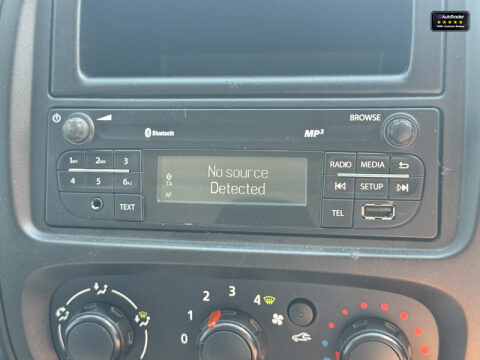 AutoTrader
BROWSE
Bluetooth
MP3
1 2ABC 3
4 5 6
TEXT
No source
Detected
TA
AF
RADIO MEDIA
SETUP
TEL
0 1 2 3 4